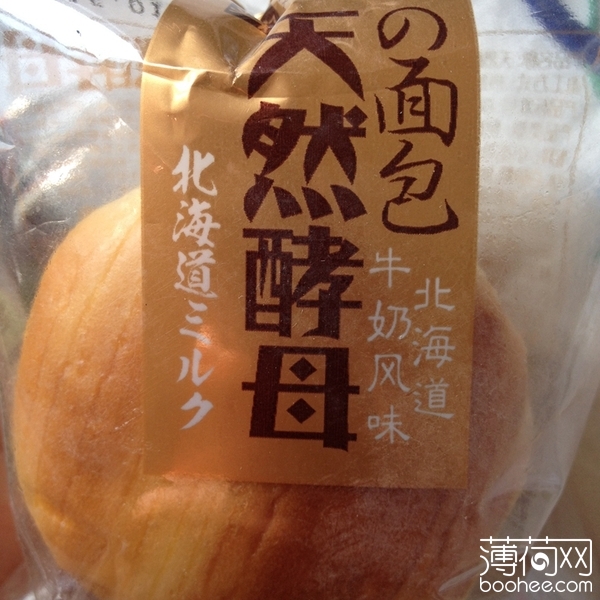 天然酵母
の面包
北海道
牛奶风味
北海道ミルク
薄荷网
boohee.com